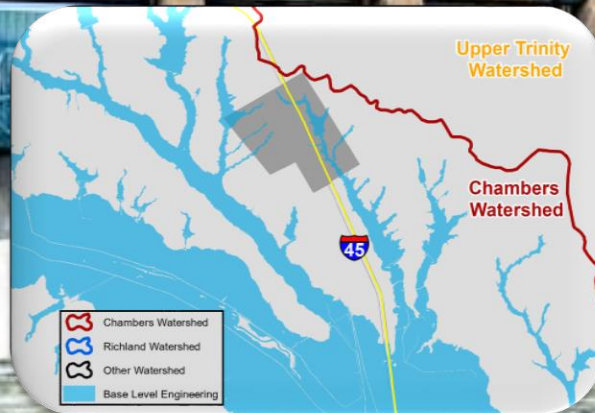 Upper Trinity
Watershed
Chambers
Watershed
45
Chambers Watershed
Richland Watershed
Other Watershed
Base Level Engineering